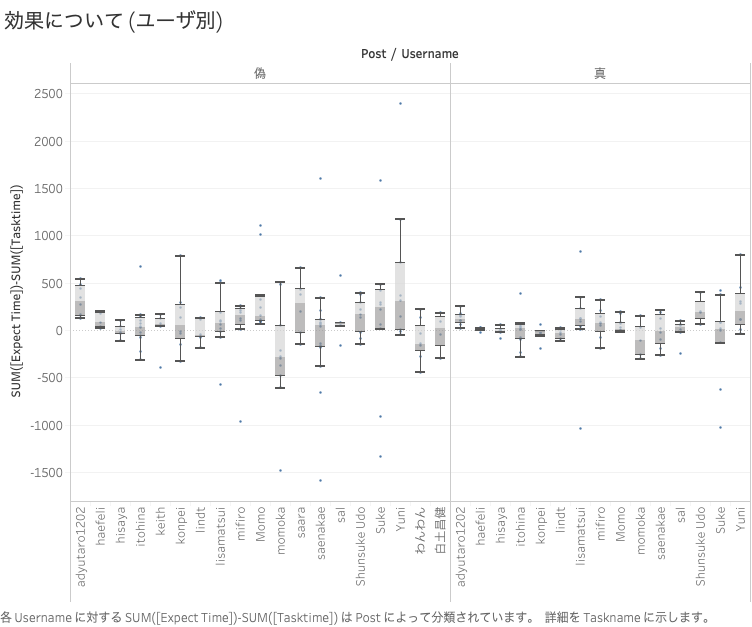 効果について (ユーザ別)
Post / Username
偽 真
2500
2000
1500
1000
500
0
-500
-1000
-1500
SUM([Expect Time])-SUM([Tasktime])
adyutaro1202
haefeli
hisaya
itohina
keith
konpei
lindt
lisamatsui
mifiro
Momo
momoka
saara
saenakae
sal
Shunsuke Udo
Suke
Yuni
わんわん
白土昌健
adyutaro1202
haefeli
hisaya
itohina
konpei
lindt
lisamatsui
mifiro
Momo
momoka
saenakae
sal
Shunsuke Udo
Suke
Yuni
各 Username に対する SUM([Expect Time])-SUM([Tasktime]) は Post によって分類されています。 詳細を Taskname に示します。